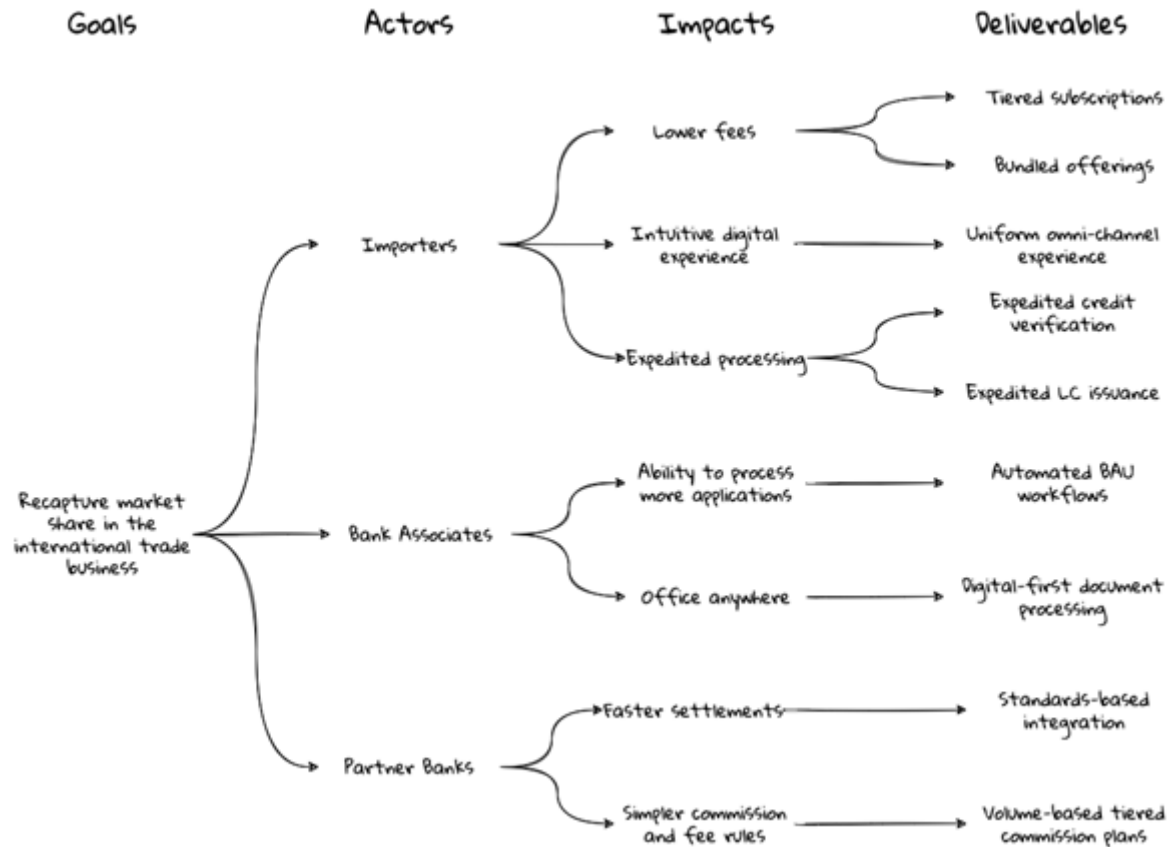 Goals
Actors
Impacts
Deliverables
Recapture market
share in the
international trade
business
Importers
Lower fees
Tiered subscriptions
Bundled offerings
Intuitive digital
experience
Uniform omni-channel
experience
Expedited processing
Expedited credit
verification
Expedited LC issuance
Bank Associates
Ability to process
more applications
Automated BAU
workflows
Office anywhere
Digital-first document
processing
Partner Banks
Faster settlements
Standards-based
integration
Simpler commission
and fee rules
Volume-based tiered
commission plans